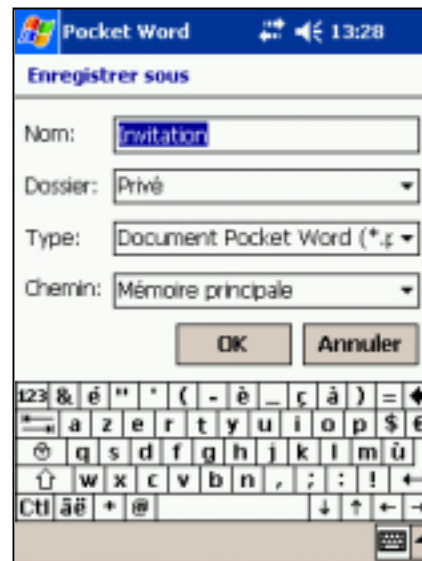 Pocket Word 13:28
Enregistrer sous
Nom: Invitation
Dossier: Privé
Type: Document Pocket Word (*.p
Chemin: Mémoire principale
OK Annuler
123 & é " ' ( - è _ ç à ) =
a z e r t y u i o p $ €
q s d f g h j k l m ù
w x c v b n , ; : !
Ctl äë * @